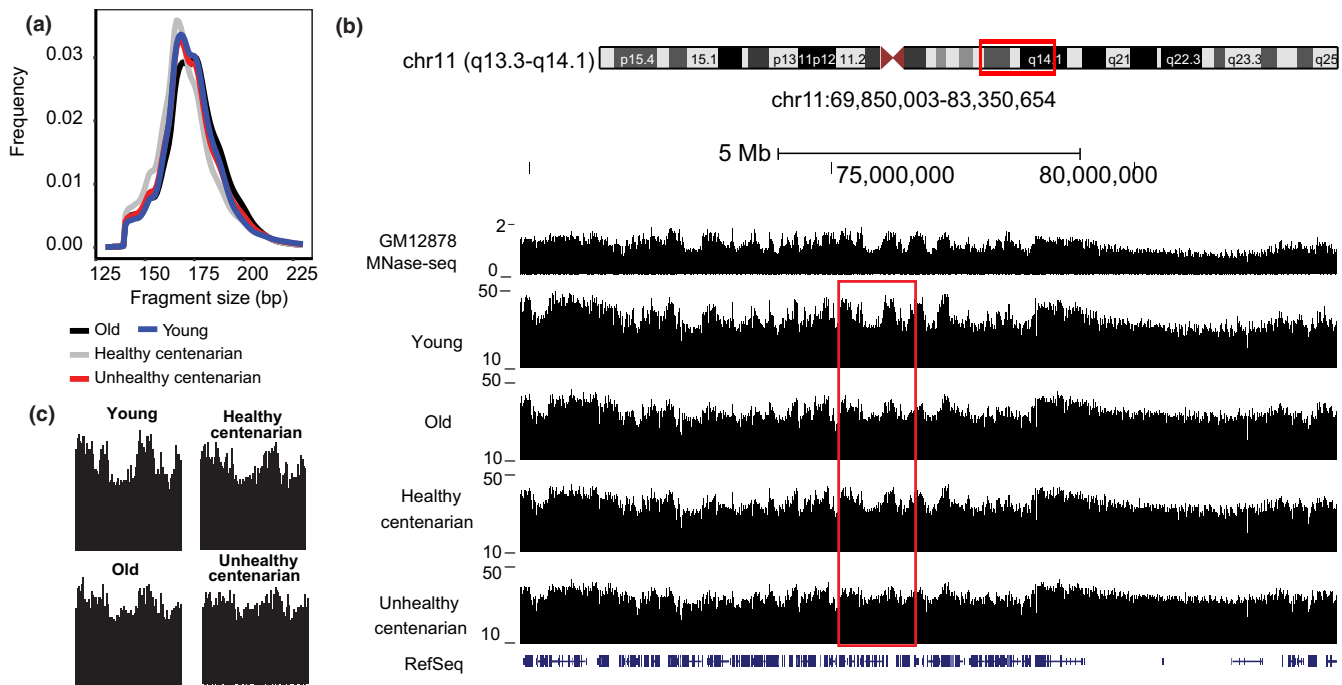 (a)
Frequency
0.03
0.02
0.01
0.00
125 150 175 200 225
Fragment size (bp)
Old Young
Healthy centenarian
Unhealthy centenarian
(c)
Young
Healthy
centenarian
Old
Unhealthy
centenarian
(b)
chr11 (q13.3-q14.1)
p15.4 15.1 p13 11p12 11.2 q14.1 q21 q22.3 q23.3 q25
chr11:69,850,003-83,350,654
5 Mb
75,000,000 80,000,000
GM12878
MNase-seq
2
0
Young
50
10
Old
50
10
Healthy
centenarian
50
10
Unhealthy
centenarian
50
10
RefSeq